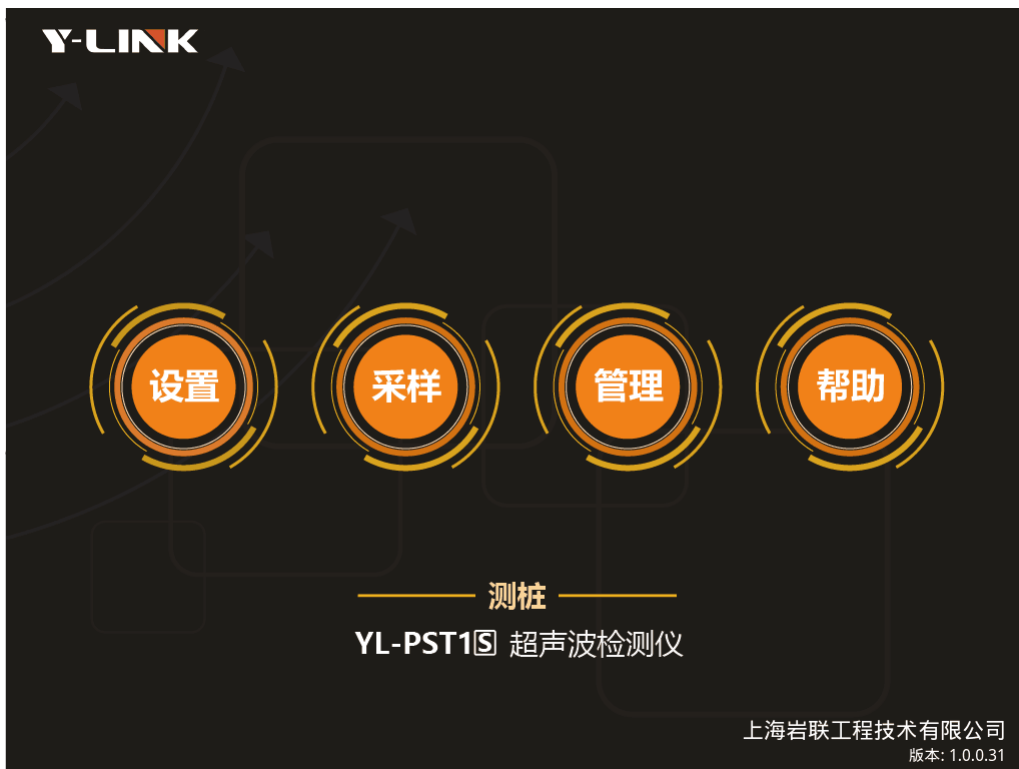 Y-LINK
设置 采样 管理 帮助
测桩
YL-PST1S 超声波检测仪
上海岩联工程技术有限公司
版本: 1.0.0.31